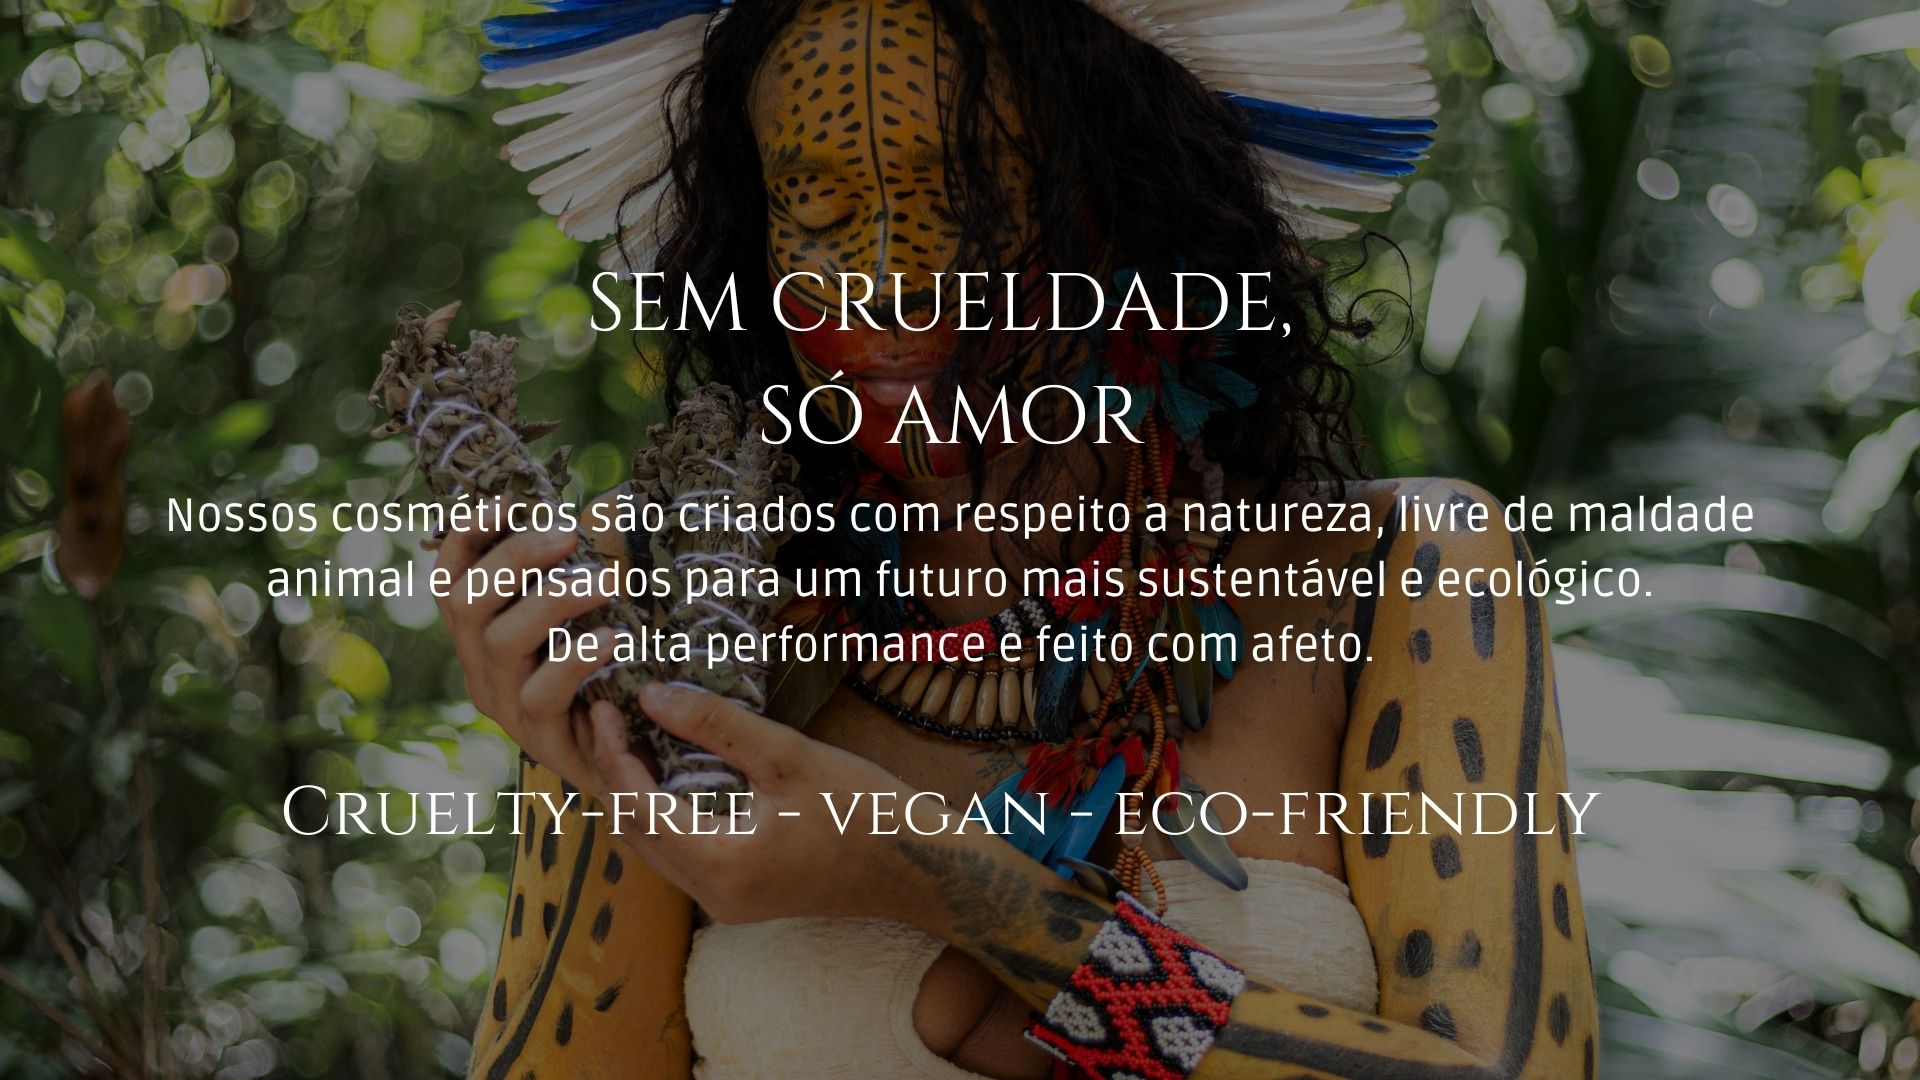 SEM CRUELDADE,
SÓ AMOR
Nossos cosméticos são criados com respeito a natureza, livre de maldade
animal e pensados para um futuro mais sustentável e ecológico.
De alta performance e feito com afeto.
Cruelty-free - vegan - eco-friendly